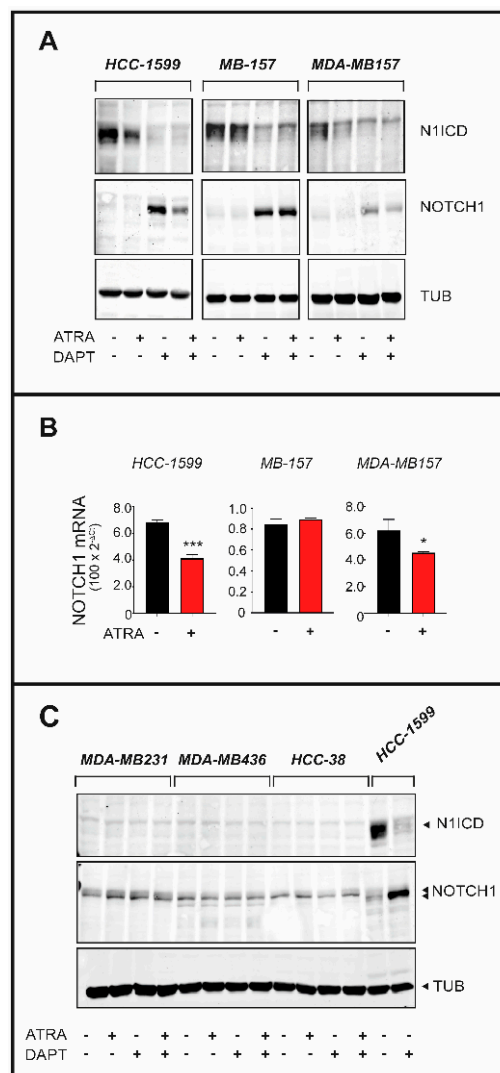 A
HCC-1599 MB-157 MDA-MB157
N1ICD
NOTCH1
TUB
ATRA - + - + - + - + - + - +
DAPT - - + + - - + + - - + +
B
HCC-1599 MB-157 MDA-MB157
NOTCH1 mRNA
(100 x 2-ΔCt)
8.0 1.0 8.0
6.0 0.8 6.0
4.0 0.6 4.0
2.0 0.4 2.0
0 0.2 0
0
*** *
ATRA - + - + - +
C
MDA-MB231 MDA-MB436 HCC-38 HCC-1599
N1ICD
NOTCH1
TUB
ATRA - + - + - + - + - + - + - -
DAPT - - + + - - + + - - + + - +